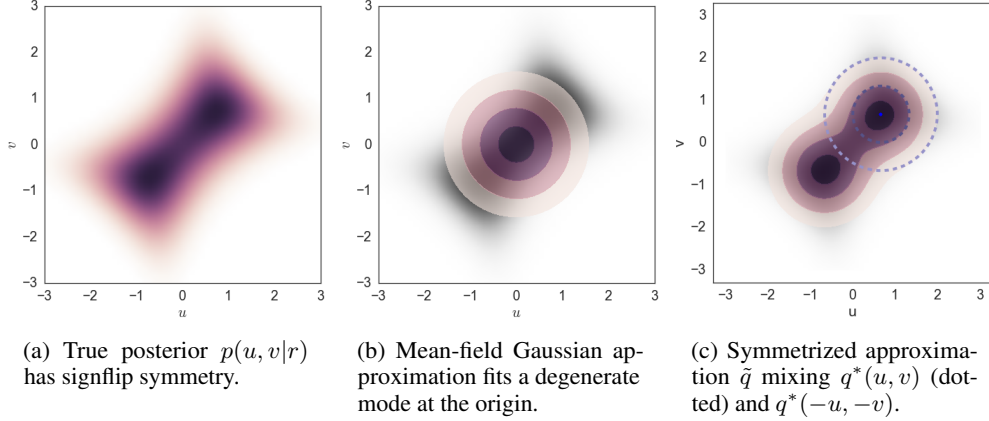 3
2
1
0
−1
−2
−3
v
−3 −2 −1 0 1 2 3
u
3
2
1
0
−1
−2
−3
v
−3 −2 −1 0 1 2 3
u
3
2
1
0
−1
−2
−3
v
−3 −2 −1 0 1 2 3
u
(a) True posterior p(u, v|r)
has signflip symmetry.
(b) Mean-field Gaussian ap-
proximation fits a degenerate
mode at the origin.
(c) Symmetrized approxima-
tion q̃ mixing q*(u, v) (dot-
ted) and q*(−u, −v).